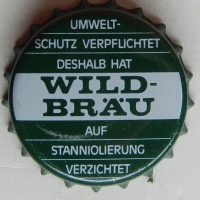 UMWELT-
SCHUTZ VERPFLICHTET
DESHALB HAT
WILD-
BRÄU
AUF
STANNIOLIERUNG
VERZICHTET